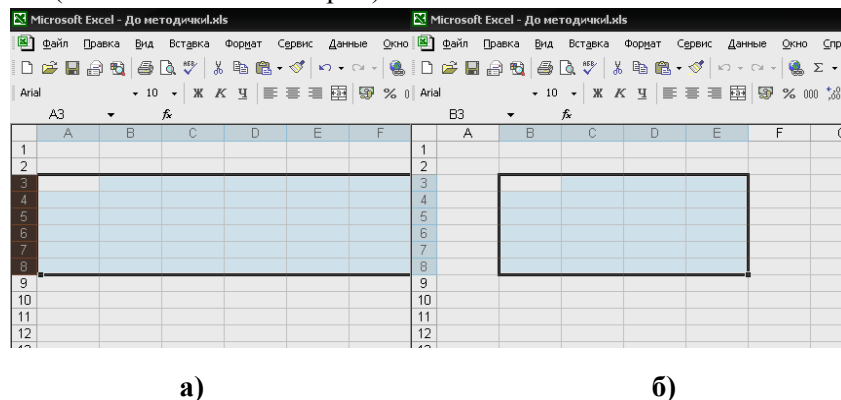 Microsoft Excel - До методички!.xls
Файл Правка Вид Вставка Формат Сервис Данные Окно
Arial 10 Ж К Ч %
A3 fx
A B C D E F
1
2
3
4
5
6
7
8
9
10
11
12
Microsoft Excel - До методички!.xls
Файл Правка Вид Вставка Формат Сервис Данные Окно
Arial 10 Ж К Ч % 000
B3 fx
A B C D E F
1
2
3
4
5
6
7
8
9
10
11
12
а) б)